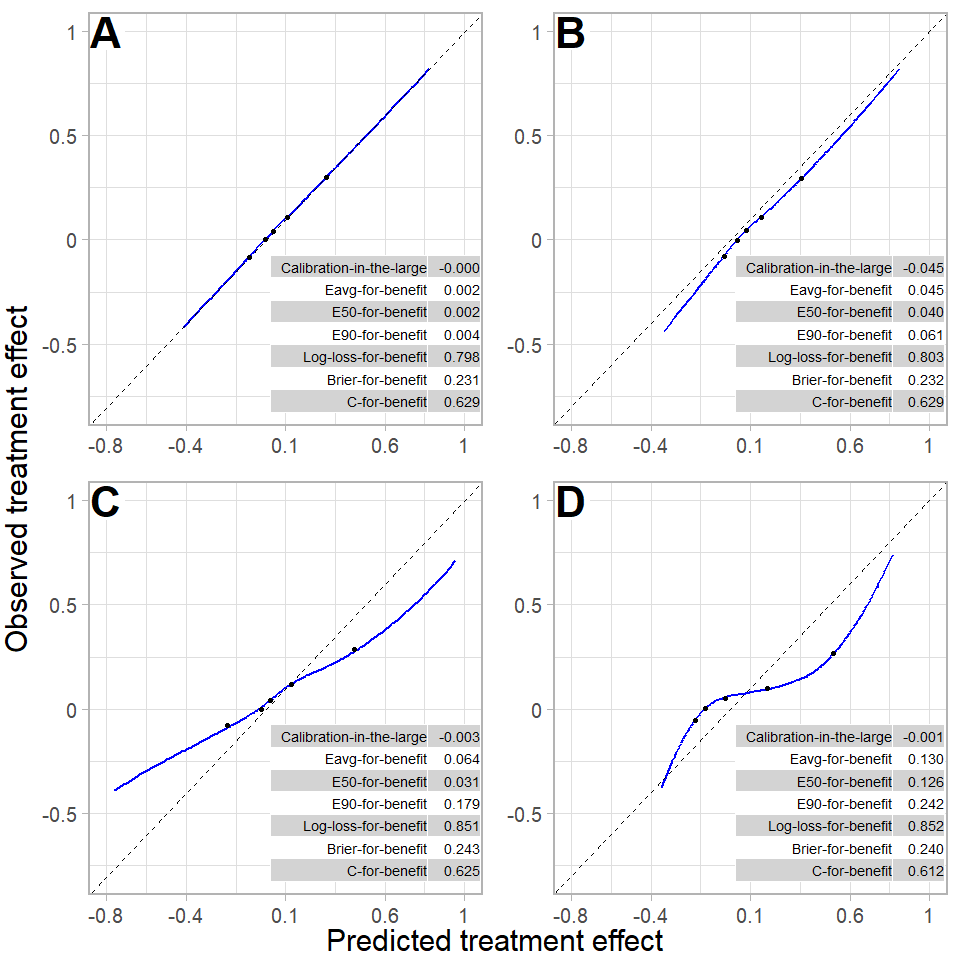 A
B
1
0.5
0
-0.5
1
0.5
0
-0.5
Calibration-in-the-large -0.000
Eavg-for-benefit 0.002
E50-for-benefit 0.002
E90-for-benefit 0.004
Log-loss-for-benefit 0.798
Brier-for-benefit 0.231
C-for-benefit 0.629
Calibration-in-the-large -0.045
Eavg-for-benefit 0.045
E50-for-benefit 0.040
E90-for-benefit 0.061
Log-loss-for-benefit 0.803
Brier-for-benefit 0.232
C-for-benefit 0.629
-0.8 -0.4 0.1 0.6 1
-0.8 -0.4 0.1 0.6 1
Observed treatment effect
C
D
1
0.5
0
-0.5
1
0.5
0
-0.5
Calibration-in-the-large -0.003
Eavg-for-benefit 0.064
E50-for-benefit 0.031
E90-for-benefit 0.179
Log-loss-for-benefit 0.851
Brier-for-benefit 0.243
C-for-benefit 0.625
Calibration-in-the-large -0.001
Eavg-for-benefit 0.130
E50-for-benefit 0.126
E90-for-benefit 0.242
Log-loss-for-benefit 0.852
Brier-for-benefit 0.240
C-for-benefit 0.612
-0.8 -0.4 0.1 0.6 1
-0.8 -0.4 0.1 0.6 1
Predicted treatment effect